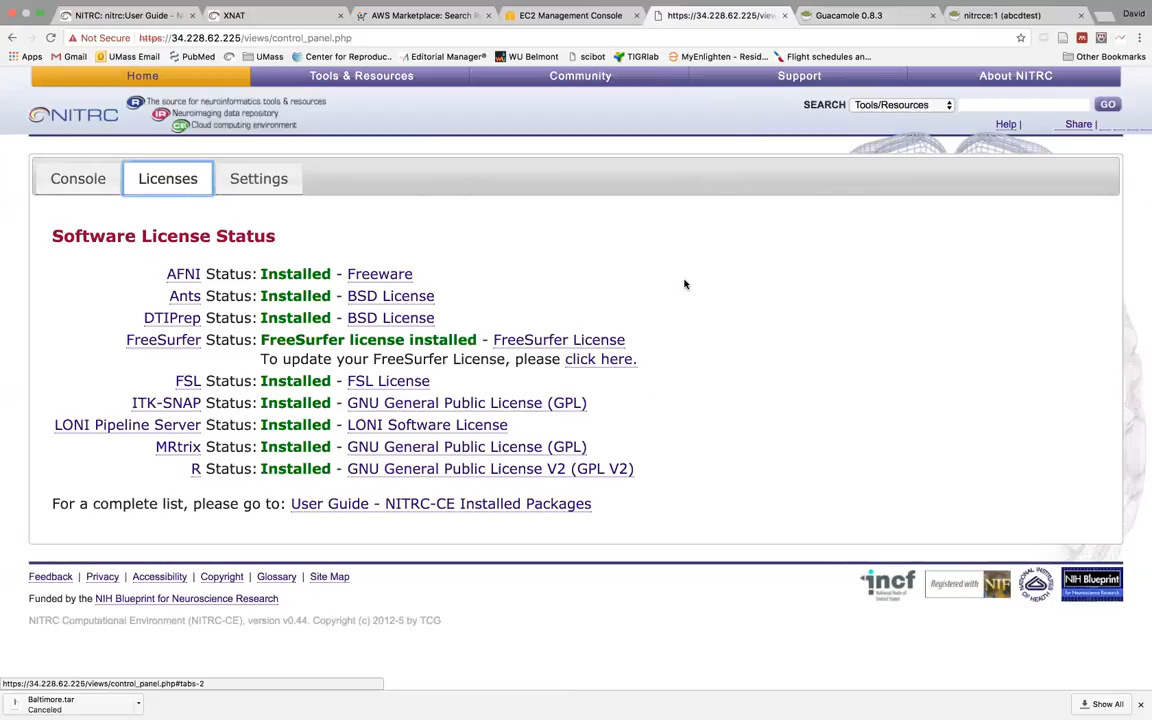 NITRC: nitrc:User Guide - N
XNAT
AWS Marketplace: Search R
EC2 Management Console
https://34.228.62.225/view
Guacamole 0.8.3
nitrcce:1 (abcdtest)
David
Not Secure https://34.228.62.225/views/control_panel.php
Apps Gmail UMass Email PubMed UMass Center for Reproduc.. Editorial Manager® WU Belmont scibot TIGRlab MyEnlighten - Resid... Flight schedules an... Other Bookmarks
Home Tools & Resources Community Support About NITRC
NITRC
R The source for neuroinformatics tools & resources
IR Neuroimaging data repository
CE Cloud computing environment
SEARCH Tools/Resources GO
Help | Share |
Console Licenses Settings
Software License Status
AFNI Status: Installed - Freeware
Ants Status: Installed - BSD License
DTIPrep Status: Installed - BSD License
FreeSurfer Status: FreeSurfer license installed - FreeSurfer License
To update your FreeSurfer License, please click here.
FSL Status: Installed - FSL License
ITK-SNAP Status: Installed - GNU General Public License (GPL)
LONI Pipeline Server Status: Installed - LONI Software License
MRtrix Status: Installed - GNU General Public License (GPL)
R Status: Installed - GNU General Public License V2 (GPL V2)
For a complete list, please go to: User Guide - NITRC-CE Installed Packages
Feedback | Privacy | Accessibility | Copyright | Glossary | Site Map
Funded by the NIH Blueprint for Neuroscience Research
NITRC Computational Environment (NITRC-CE), version v0.44. Copyright (c) 2012-5 by TCG
incf
Registered with NIF
NIH Blueprint
for Neuroscience Research
https://34.228.62.225/views/control_panel.php#tabs-2
Baltimore.tar
Canceled
Show All